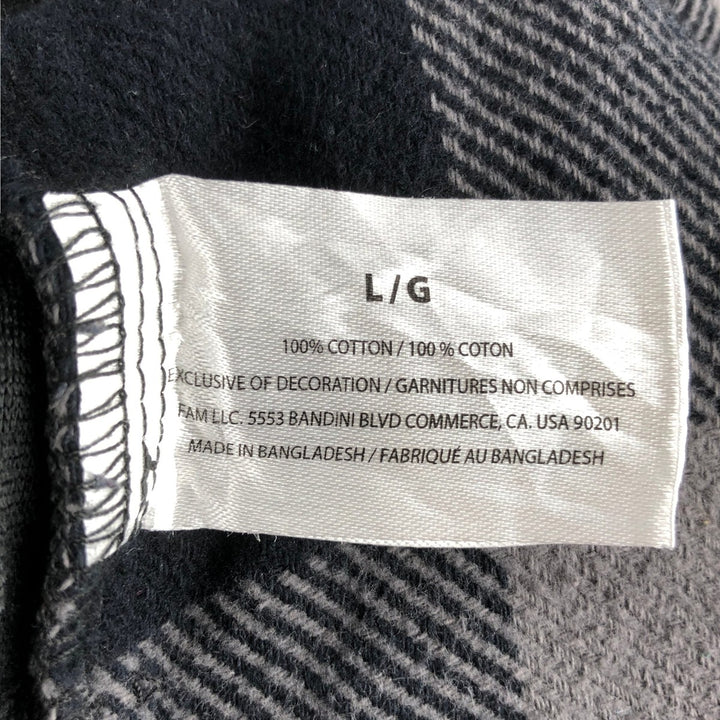 L/G
100% COTTON / 100 % COTON
EXCLUSIVE OF DECORATION / GARNITURES NON COMPRISES
FAM LLC. 5553 BANDINI BLVD COMMERCE, CA. USA 90201
MADE IN BANGLADESH / FABRIQUÉ AU BANGLADESH